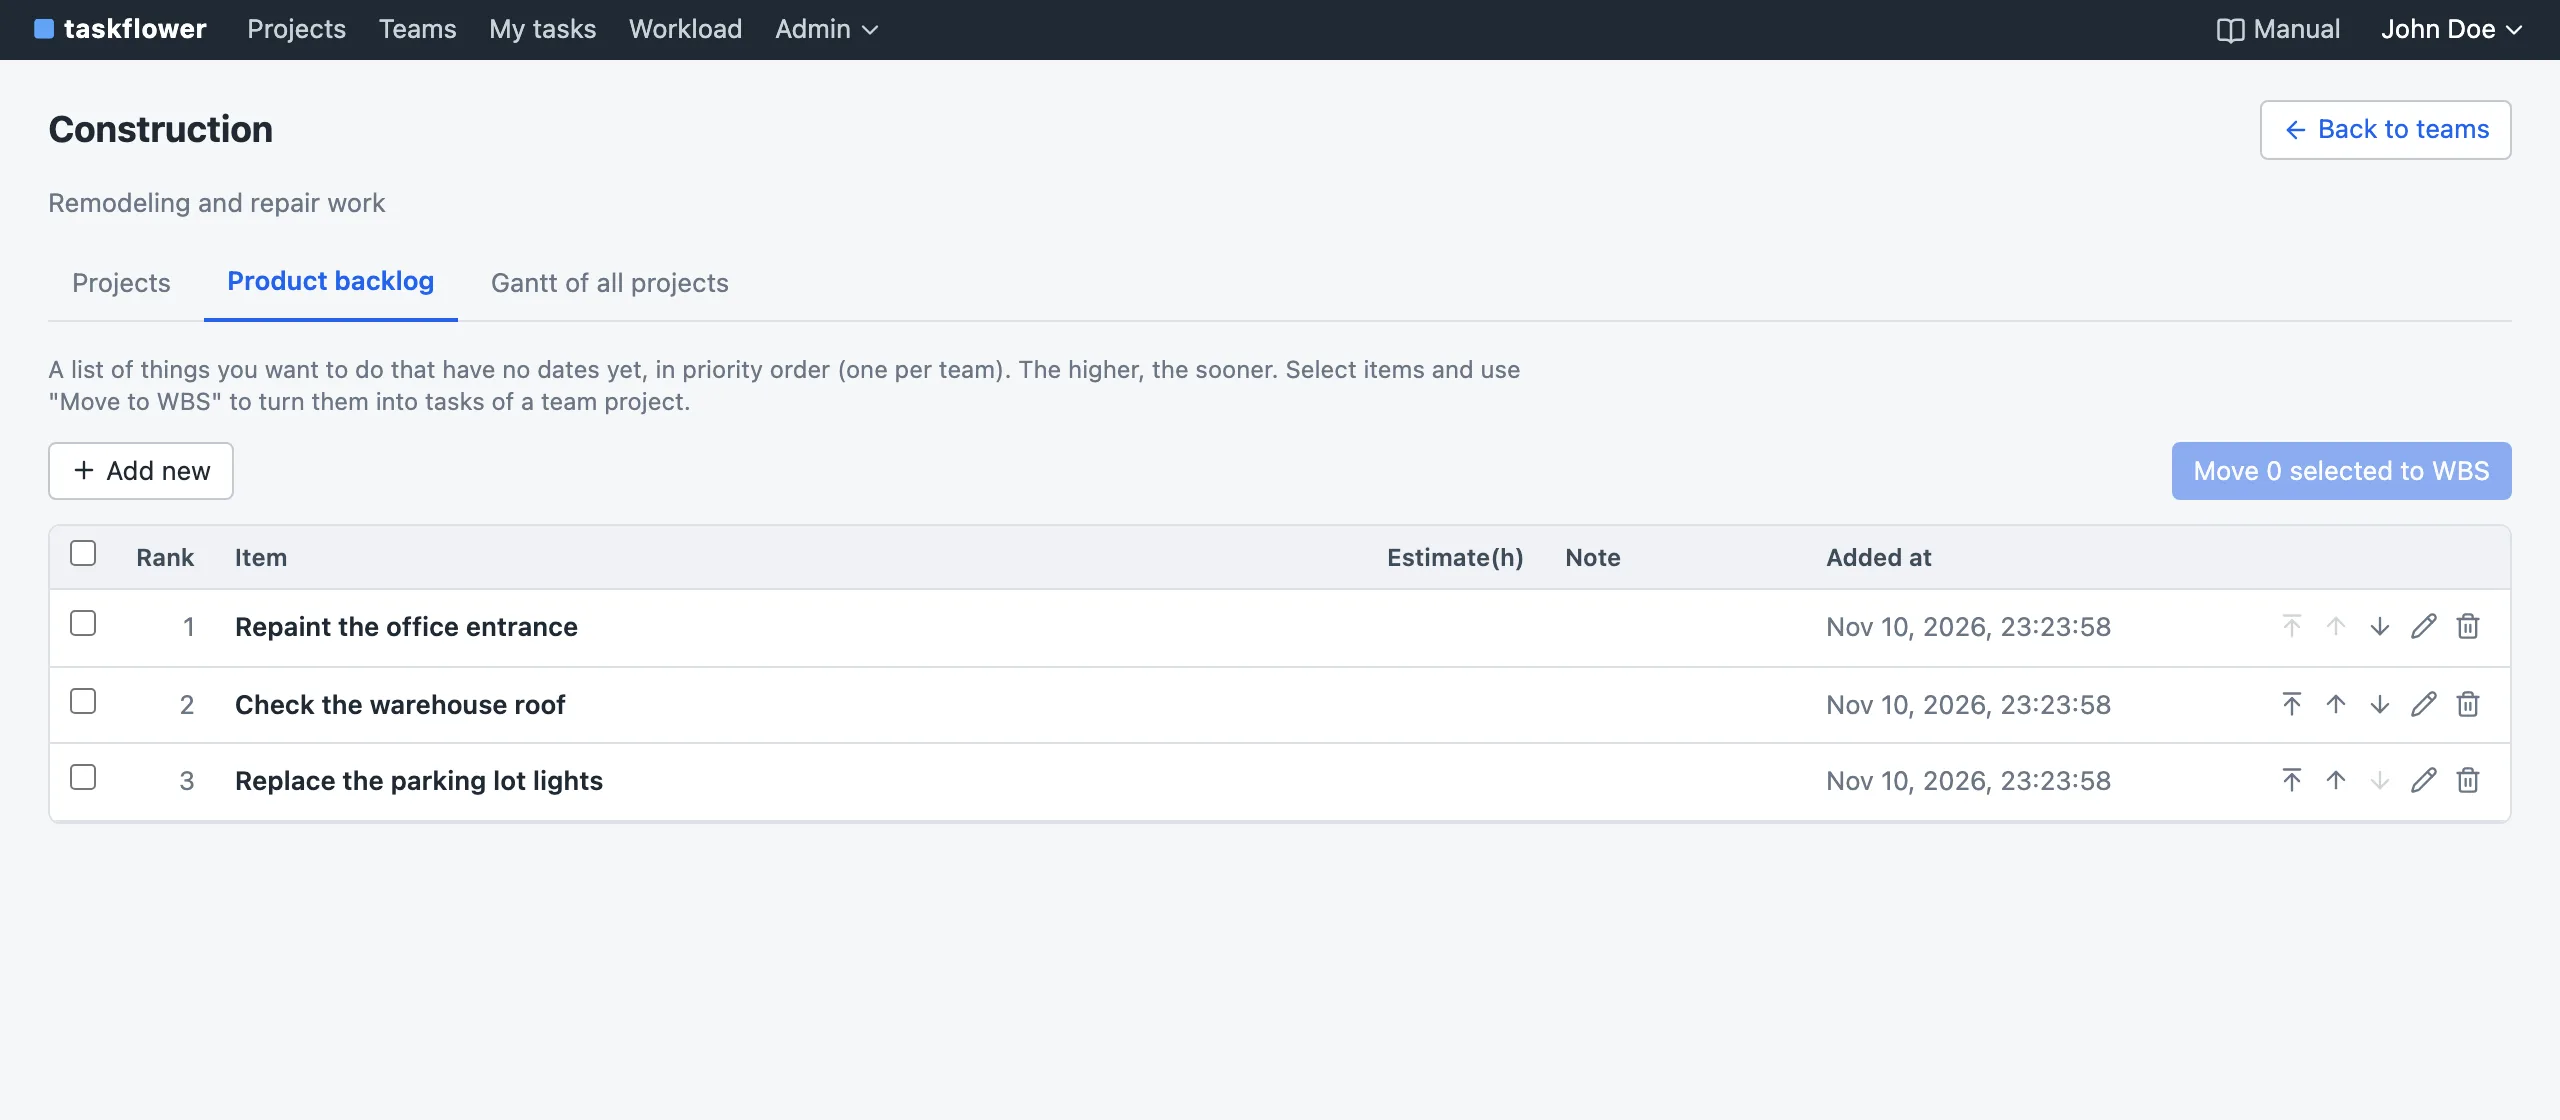 taskflower Projects Teams My tasks Workload Admin Manual John Doe
Construction
Back to teams
Remodeling and repair work
Projects Product backlog Gantt of all projects
A list of things you want to do that have no dates yet, in priority order (one per team). The higher, the sooner. Select items and use
"Move to WBS" to turn them into tasks of a team project.
+ Add new Move 0 selected to WBS
Rank Item Estimate(h) Note Added at
1 Repaint the office entrance Nov 10, 2026, 23:23:58
2 Check the warehouse roof Nov 10, 2026, 23:23:58
3 Replace the parking lot lights Nov 10, 2026, 23:23:58